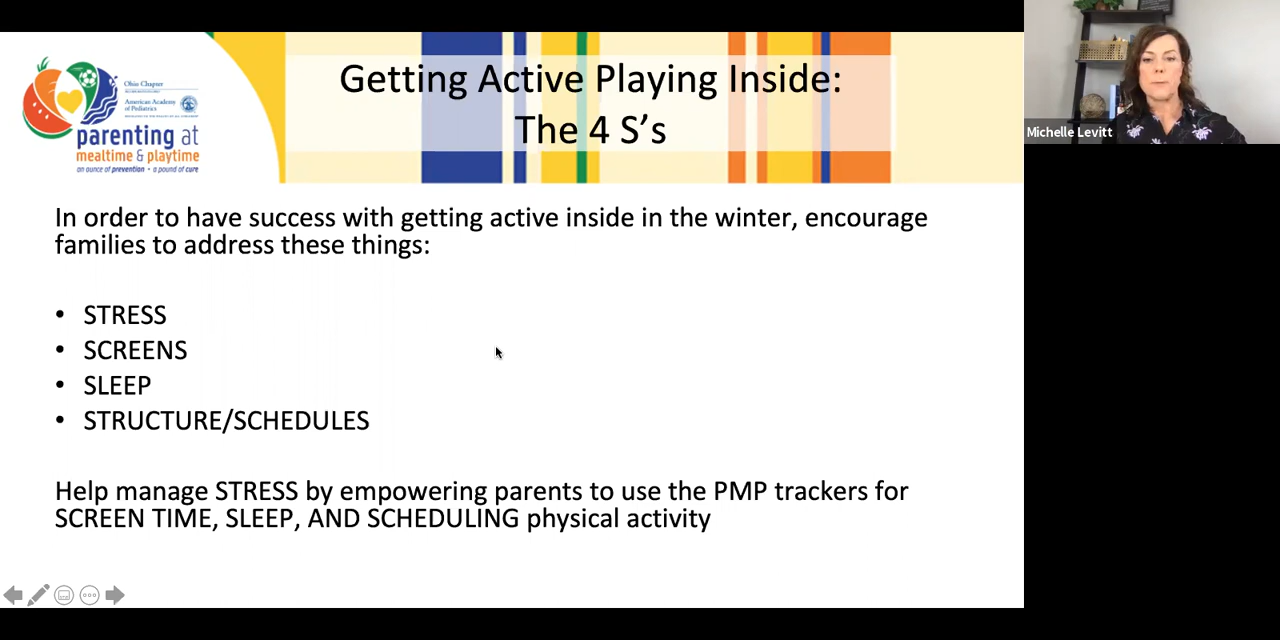 Getting Active Playing Inside:
The 4 S's
Ohio Chapter
American Academy
of Pediatrics
parenting at
mealtime & playtime
an ounce of prevention • a pound of cure
Michelle Levitt
In order to have success with getting active inside in the winter, encourage
families to address these things:
• STRESS
• SCREENS
• SLEEP
• STRUCTURE/SCHEDULES
Help manage STRESS by empowering parents to use the PMP trackers for
SCREEN TIME, SLEEP, AND SCHEDULING physical activity